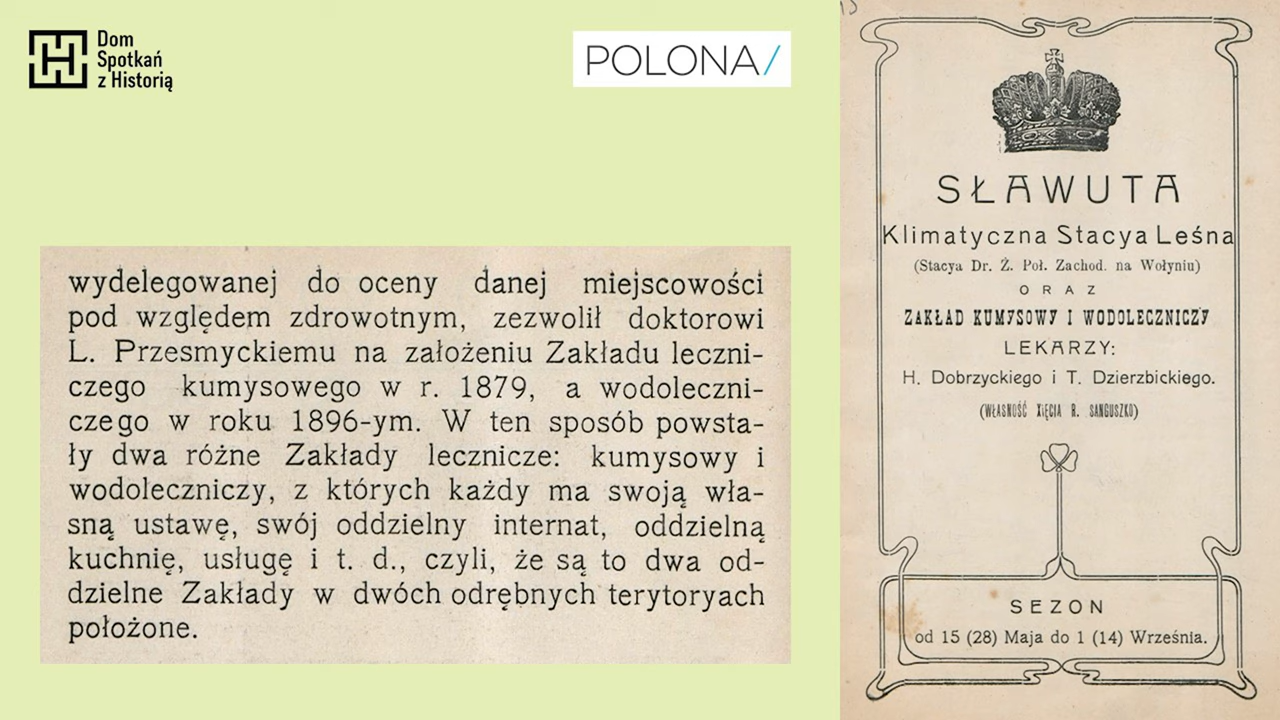 Dom
Spotkań
z Historią
POLONA/
wydelegowanej do oceny danej miejscowości
pod względem zdrowotnym, zezwolił doktorowi
L. Przesmyckiemu na założeniu Zakładu leczni-
czego kumysowego w r. 1879, a wodoleczni-
czego w roku 1896-ym. W ten sposób powsta-
ły dwa różne Zakłady lecznicze: kumysowy i
wodoleczniczy, z których każdy ma swoją wła-
sną ustawę, swój oddzielny internat, oddzielną
kuchnię, usługę i t. d., czyli, że są to dwa od-
dzielne Zakłady w dwóch odrębnych terytoryach
położone.
SŁAWUTA
Klimatyczna Stacya Leśna
(Stacya Dr. Ż. Poł. Zachod. na Wołyniu)
ORAZ
ZAKŁAD KUMYSOWY I WODOLECZNICZY
LEKARZY:
H. Dobrzyckiego i T. Dzierzbickiego.
(WŁASNOŚĆ XIĘCIA R. SANGUSZKO)
SEZON
od 15 (28) Maja do 1 (14) Września.